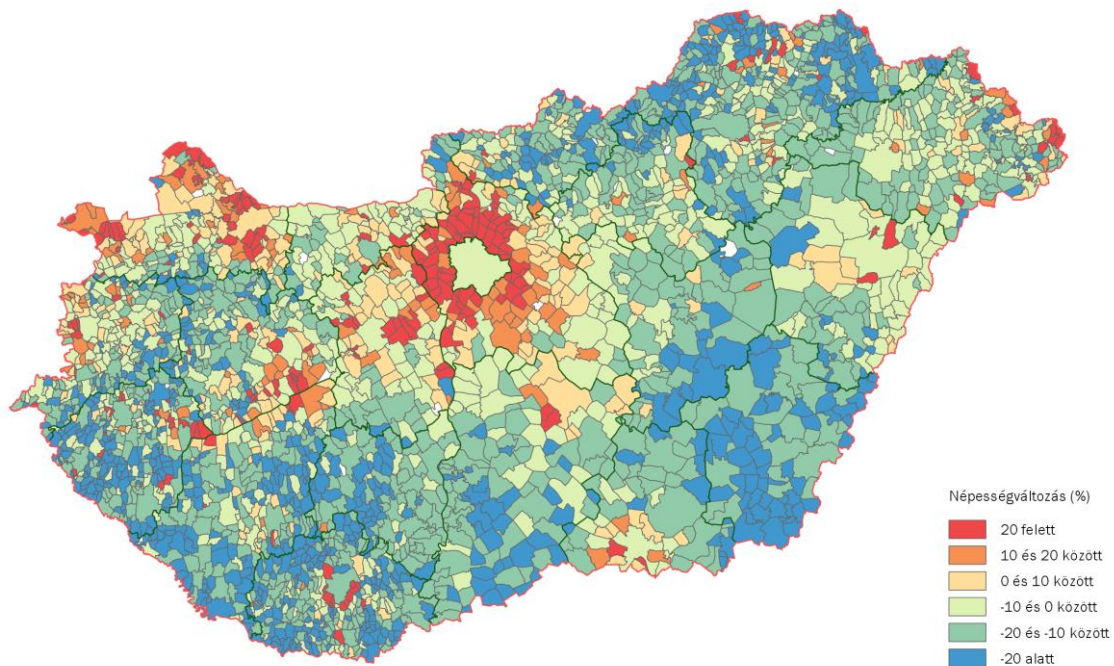 Népességváltozás (%)
20 felett
10 és 20 között
0 és 10 között
-10 és 0 között
-20 és -10 között
-20 alatt